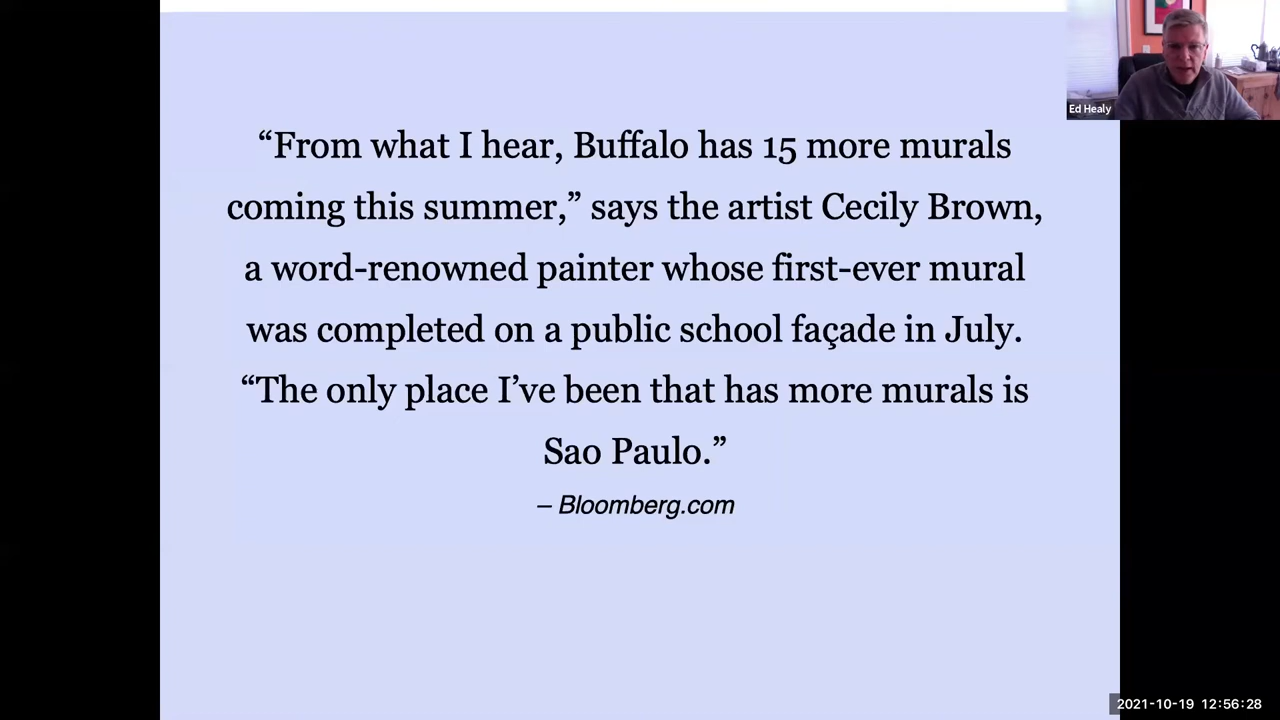 Ed Healy
“From what I hear, Buffalo has 15 more murals
coming this summer,” says the artist Cecily Brown,
a word-renowned painter whose first-ever mural
was completed on a public school façade in July.
“The only place I’ve been that has more murals is
Sao Paulo.”
– Bloomberg.com
2021-10-19 12:56:28